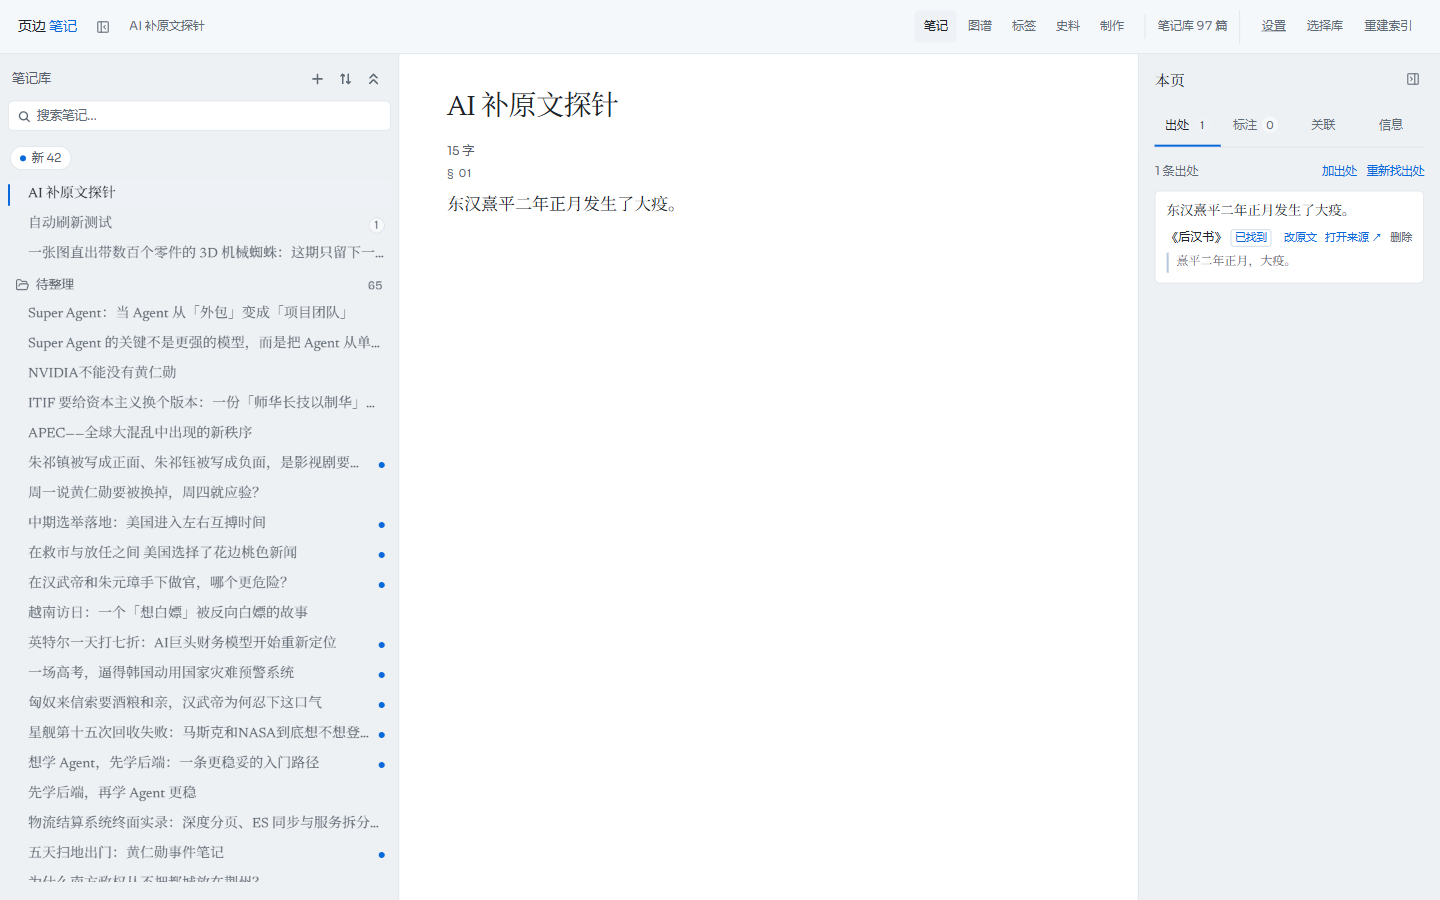 页边 笔记
AI 补原文探针
笔记 图谱 标签 史料 制作 笔记库 97 篇 设置 选择库 重建索引
笔记库
搜索笔记...
新 42
AI 补原文探针
自动刷新测试 1
一张图直出带数百个零件的 3D 机械蜘蛛：这期只留下一...
待整理 65
Super Agent：当 Agent 从「外包」变成「项目团队」
Super Agent 的关键不是更强的模型，而是把 Agent 从单...
NVIDIA不能没有黄仁勋
ITIF 要给资本主义换个版本：一份「师华长技以制华」...
APEC——全球大混乱中出现的新秩序
朱祁镇被写成正面、朱祁钰被写成负面，是影视剧要...
周一说黄仁勋要被换掉，周四就应验？
中期选举落地：美国进入左右互搏时间
在救市与放任之间 美国选择了花边桃色新闻
在汉武帝和朱元璋手下做官，哪个更危险？
越南访日：一个「想白嫖」被反向白嫖的故事
英特尔一天打七折：AI巨头财务模型开始重新定位
一场高考，逼得韩国动用国家灾难预警系统
匈奴来信索要酒粮和亲，汉武帝为何忍下这口气
星舰第十五次回收失败：马斯克和NASA到底想不想登...
想学 Agent，先学后端：一条更稳妥的入门路径
先学后端，再学 Agent 更稳
物流结算系统终面实录：深度分页、ES 同步与服务拆分...
五天扫地出门：黄仁勋事件笔记
为什么南方政权从不把都城放在荆州？
AI 补原文探针
15 字
§ 01
东汉熹平二年正月发生了大疫。
本页
出处 1 标注 0 关联 信息
1 条出处 加出处 重新找出处
东汉熹平二年正月发生了大疫。
《后汉书》 已找到 改原文 打开来源 ↗ 删除
熹平二年正月，大疫。